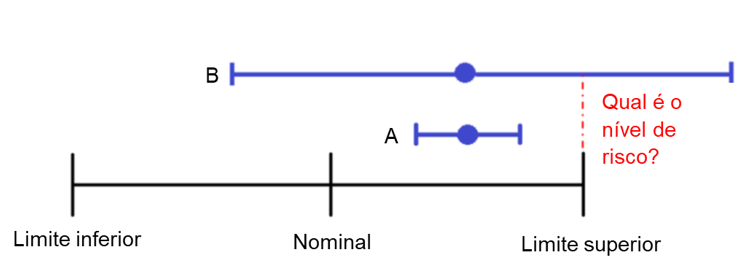 B
Qual é o
nível de
risco?
A
Limite inferior
Nominal
Limite superior